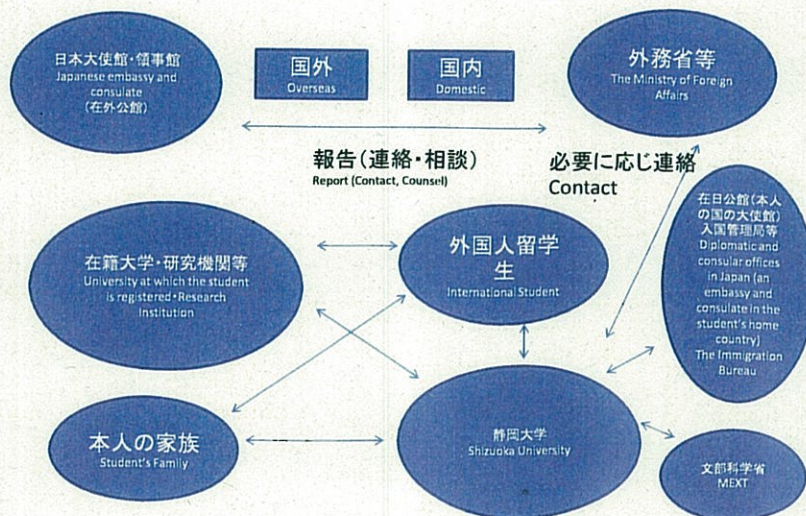 日本大使館・領事館
Japanese embassy and
consulate
(在外公館)
国外
Overseas
国内
Domestic
外務省等
The Ministry of Foreign
Affairs
報告(連絡・相談)
Report (Contact, Counsel)
必要に応じ連絡
Contact
在籍大学・研究機関等
University at which the student
is registered・Research
Institution
外国人留学
生
International Student
在日公館(本人
の国の大使館)
入国管理局等
Diplomatic and
consular offices
in Japan (an
embassy and
consulate in the
student's home
country)
The Immigration
Bureau
本人の家族
Student's Family
静岡大学
Shizuoka University
文部科学省
MEXT